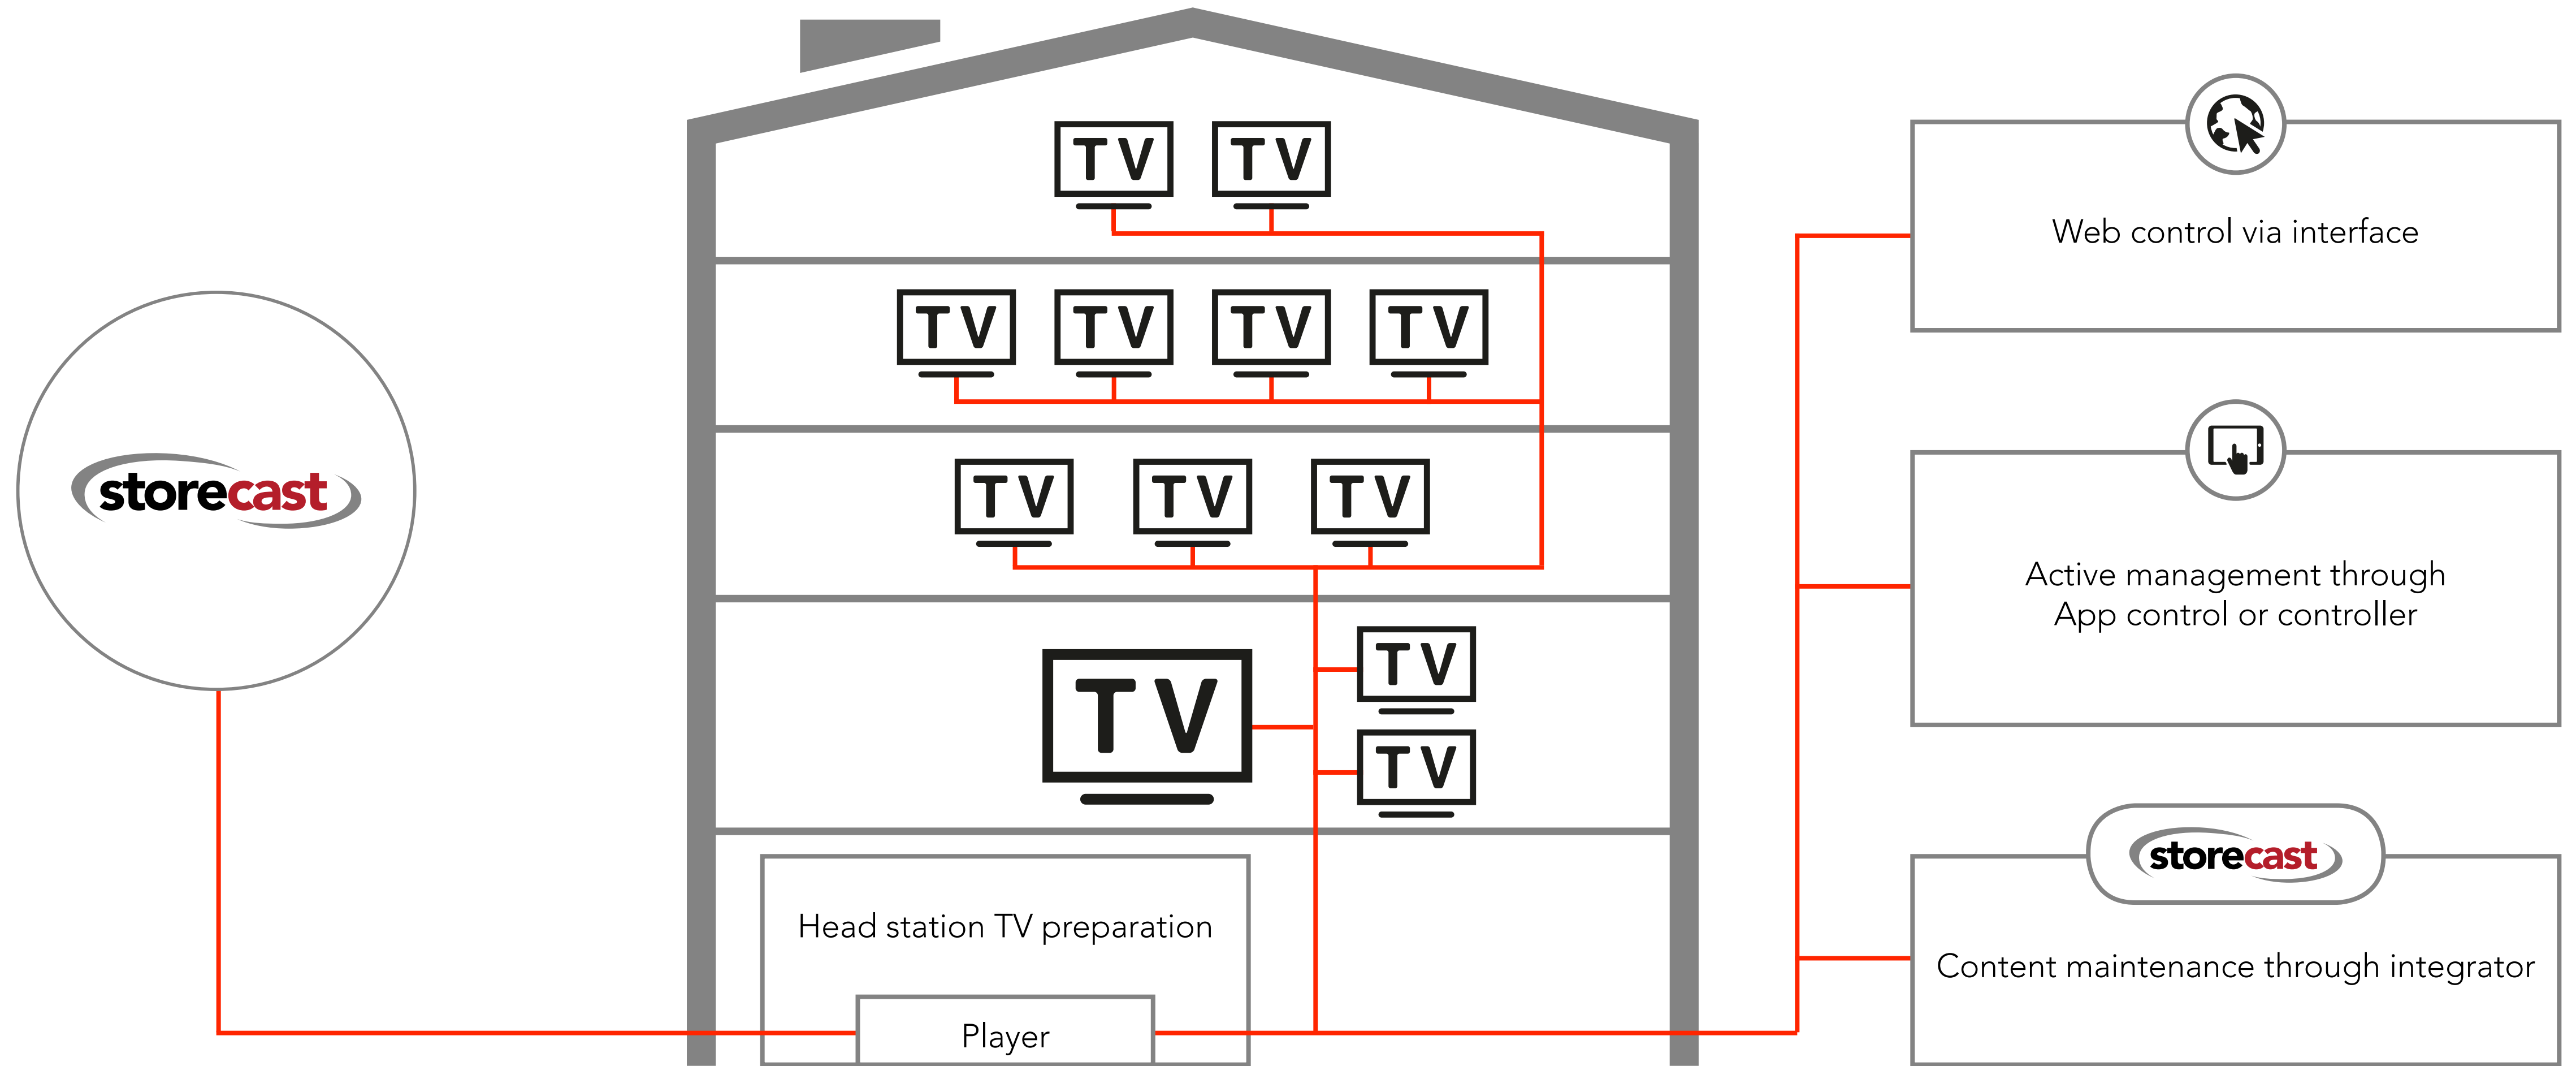 TV TV
TV TV TV TV
TV TV TV
TV
TV
TV
storecast
Head station TV preparation
Player
Web control via interface
Active management through
App control or controller
storecast
Content maintenance through integrator